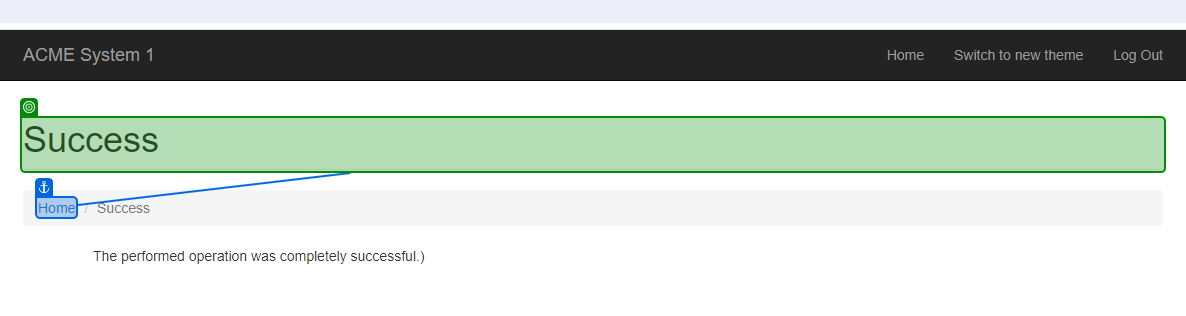 ACME System 1 Home Switch to new theme Log Out
Success
Home / Success
The performed operation was completely successful.)